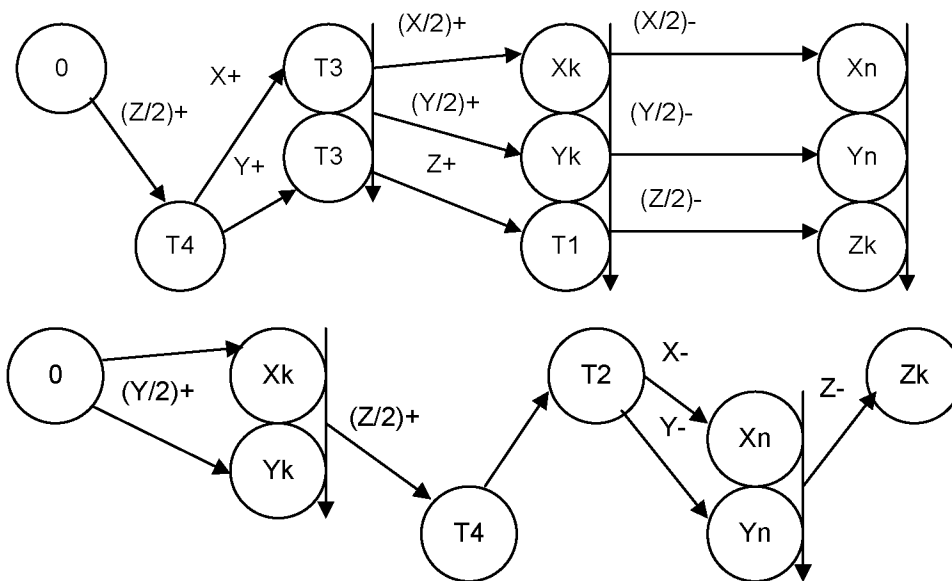 0 (Z/2)+ X+ T3 (X/2)+ Xk (X/2)- Xn
Y+ T3 (Y/2)+ Yk (Y/2)- Yn
T4 Z+ T1 (Z/2)- Zk
0 (Y/2)+ Xk (Z/2)+ T2 X- Z- Zk
Yk T4 Y- Xn
Yn